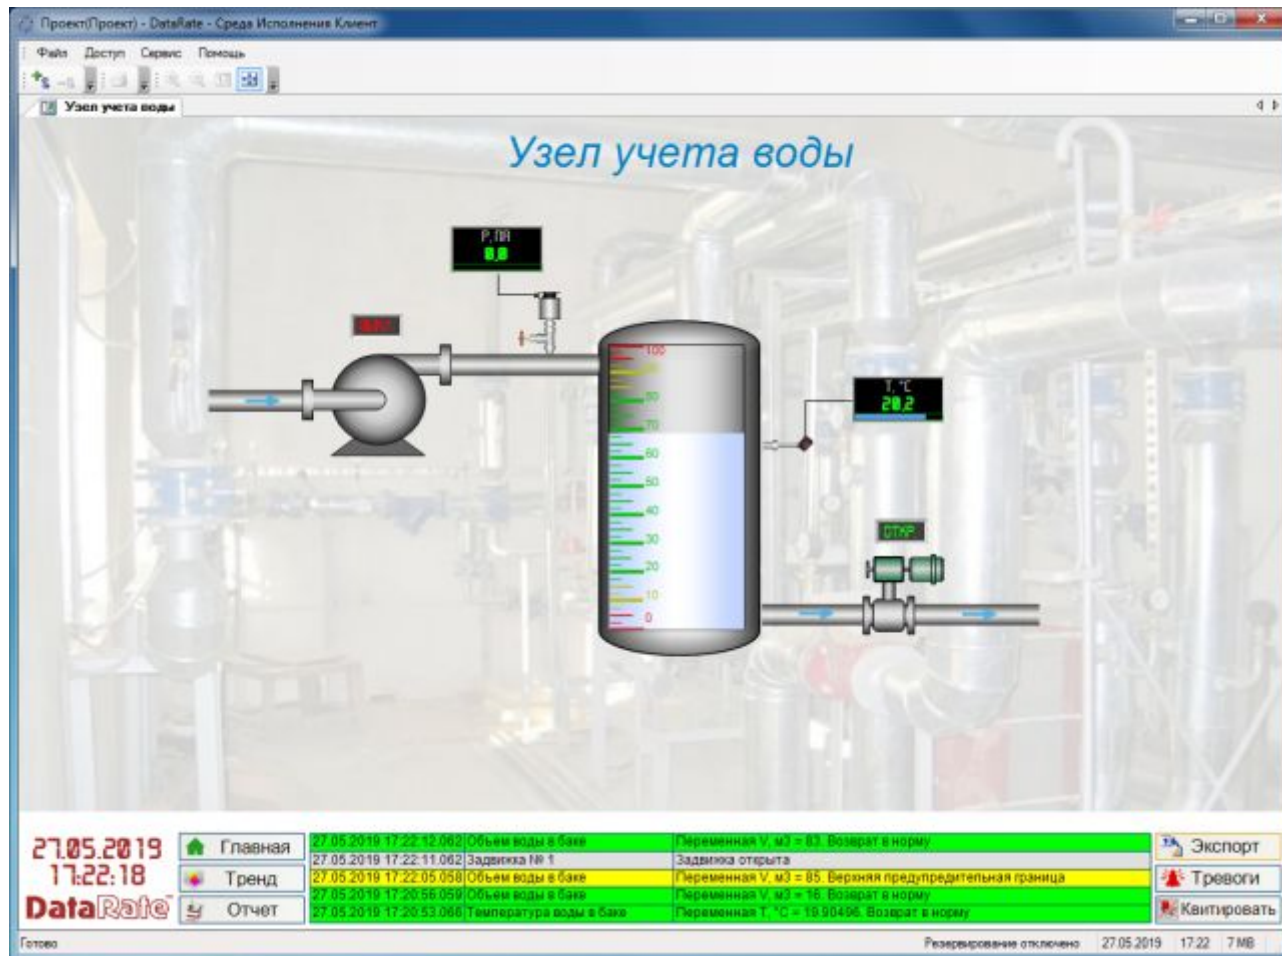 Проект(Проект) - DataRate - Среда Исполнения Клиент
Файл Доступ Сервис Помощь
Узел учета воды
Узел учета воды
P, ПА
0,0
100
80
70
60
50
40
30
20
10
0
T, °C
20,2
ОТКР
27.05.2019
17:22:18
DataRate
Главная
Тренд
Отчет
27.05.2019 17:22:12.062 Объем воды в баке Переменная V, м3 = 83. Возврат в норму
27.05.2019 17:22:11.062 Задвижка № 1 Задвижка открыта
27.05.2019 17:22:05.058 Объем воды в баке Переменная V, м3 = 85. Верхняя предупредительная граница
27.05.2019 17:20:56.059 Объем воды в баке Переменная V, м3 = 16. Возврат в норму
27.05.2019 17:20:53.066 Температура воды в баке Переменная T, °C = 19.90496. Возврат в норму
Экспорт
Тревоги
Квитировать
Готово Резервирование отключено 27.05.2019 17:22 7 MB